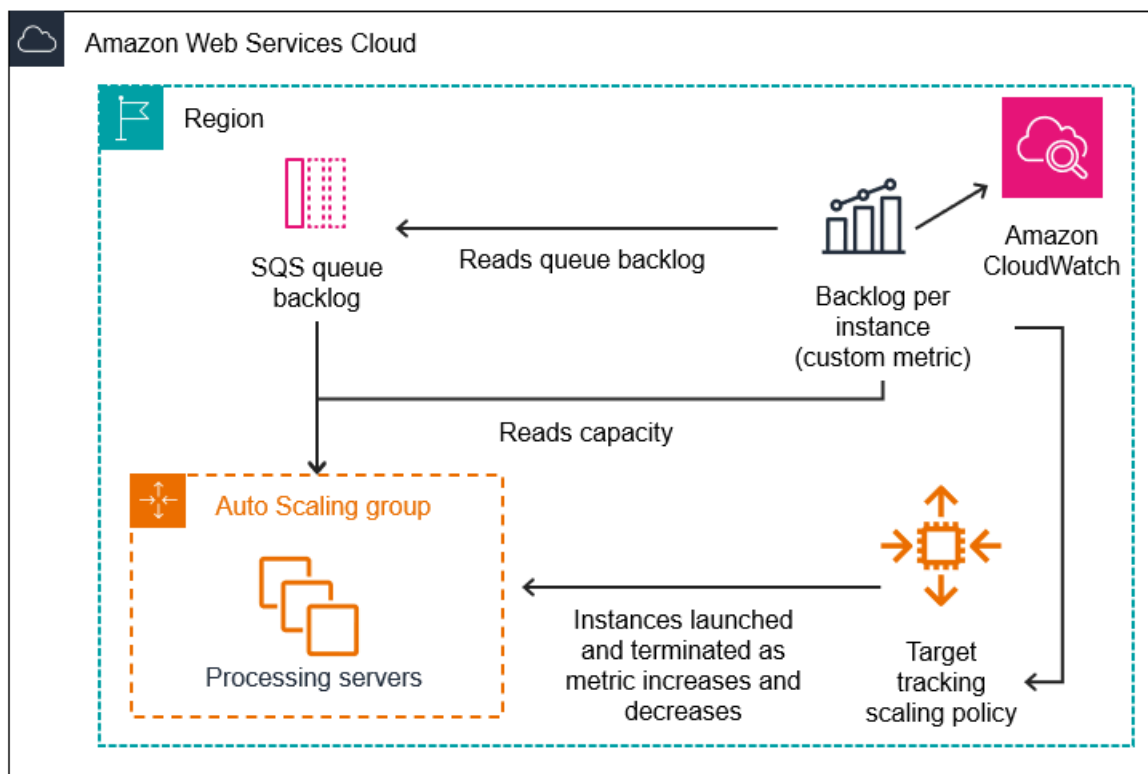 Amazon Web Services Cloud
Region
SQS queue
backlog
Reads queue backlog
Backlog per
instance
(custom metric)
Amazon
CloudWatch
Reads capacity
Auto Scaling group
Processing servers
Instances launched
and terminated as
metric increases and
decreases
Target
tracking
scaling policy